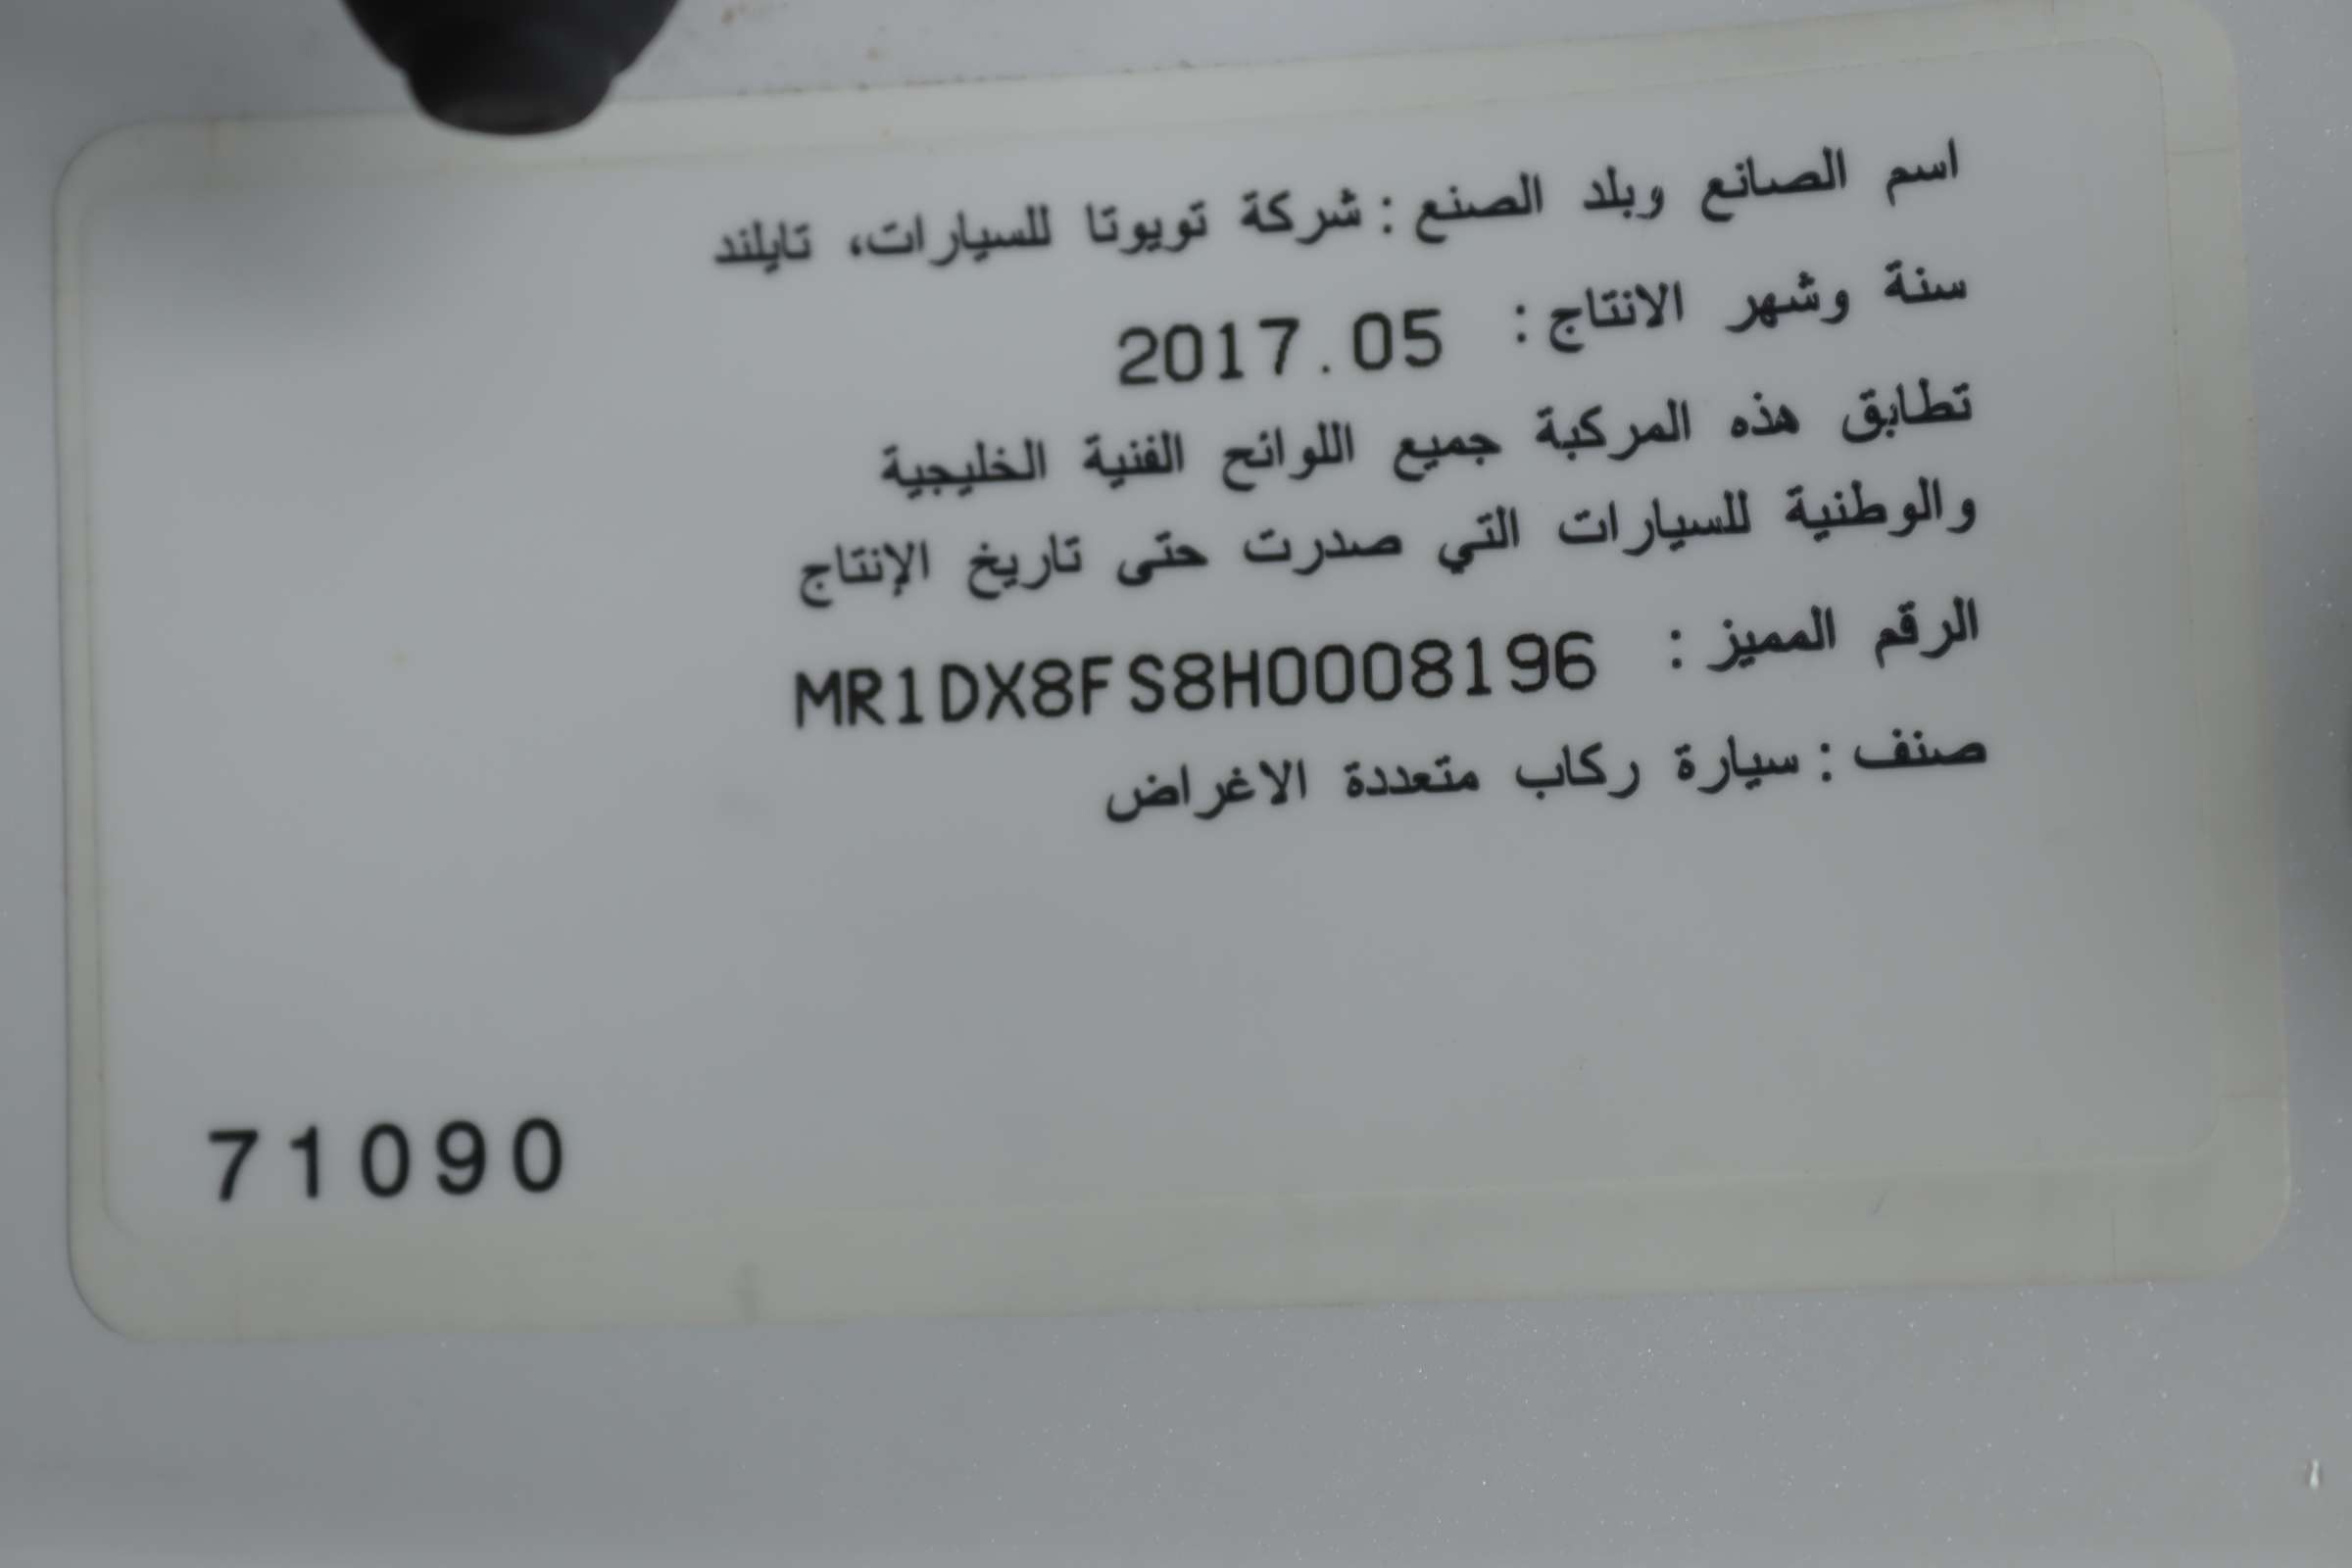 اسم الصانع وبلد الصنع : شركة تويوتا للسيارات، تايلند
سنة وشهر الانتاج : 2017.05
تطابق هذه المركبة جميع اللوائح الفنية الخليجية
والوطنية للسيارات التي صدرت حتى تاريخ الإنتاج
الرقم المميز : MR1DX8FS8H0008196
صنف : سيارة ركاب متعددة الاغراض
71090